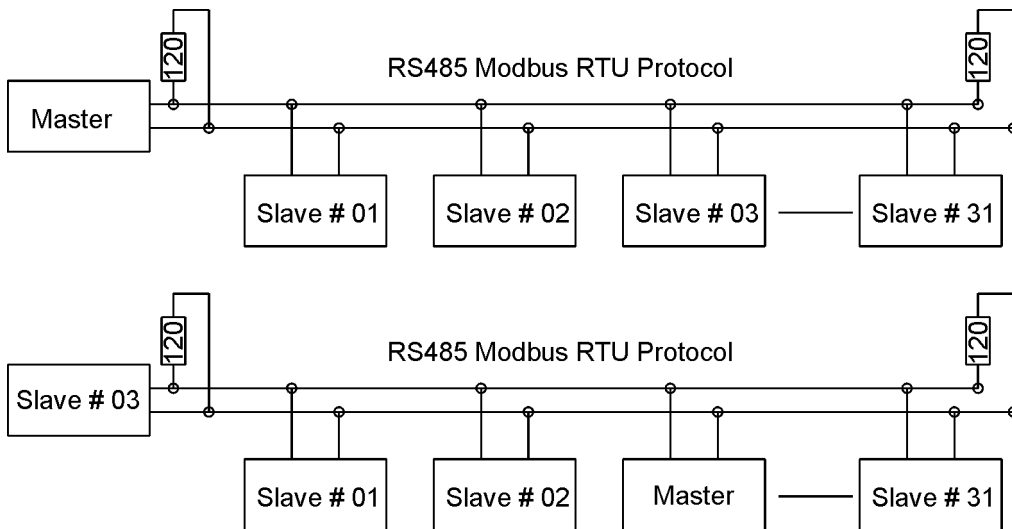 120
120
RS485 Modbus RTU Protocol
Master
Slave # 01
Slave # 02
Slave # 03
Slave # 31
120
120
RS485 Modbus RTU Protocol
Slave # 03
Slave # 01
Slave # 02
Master
Slave # 31